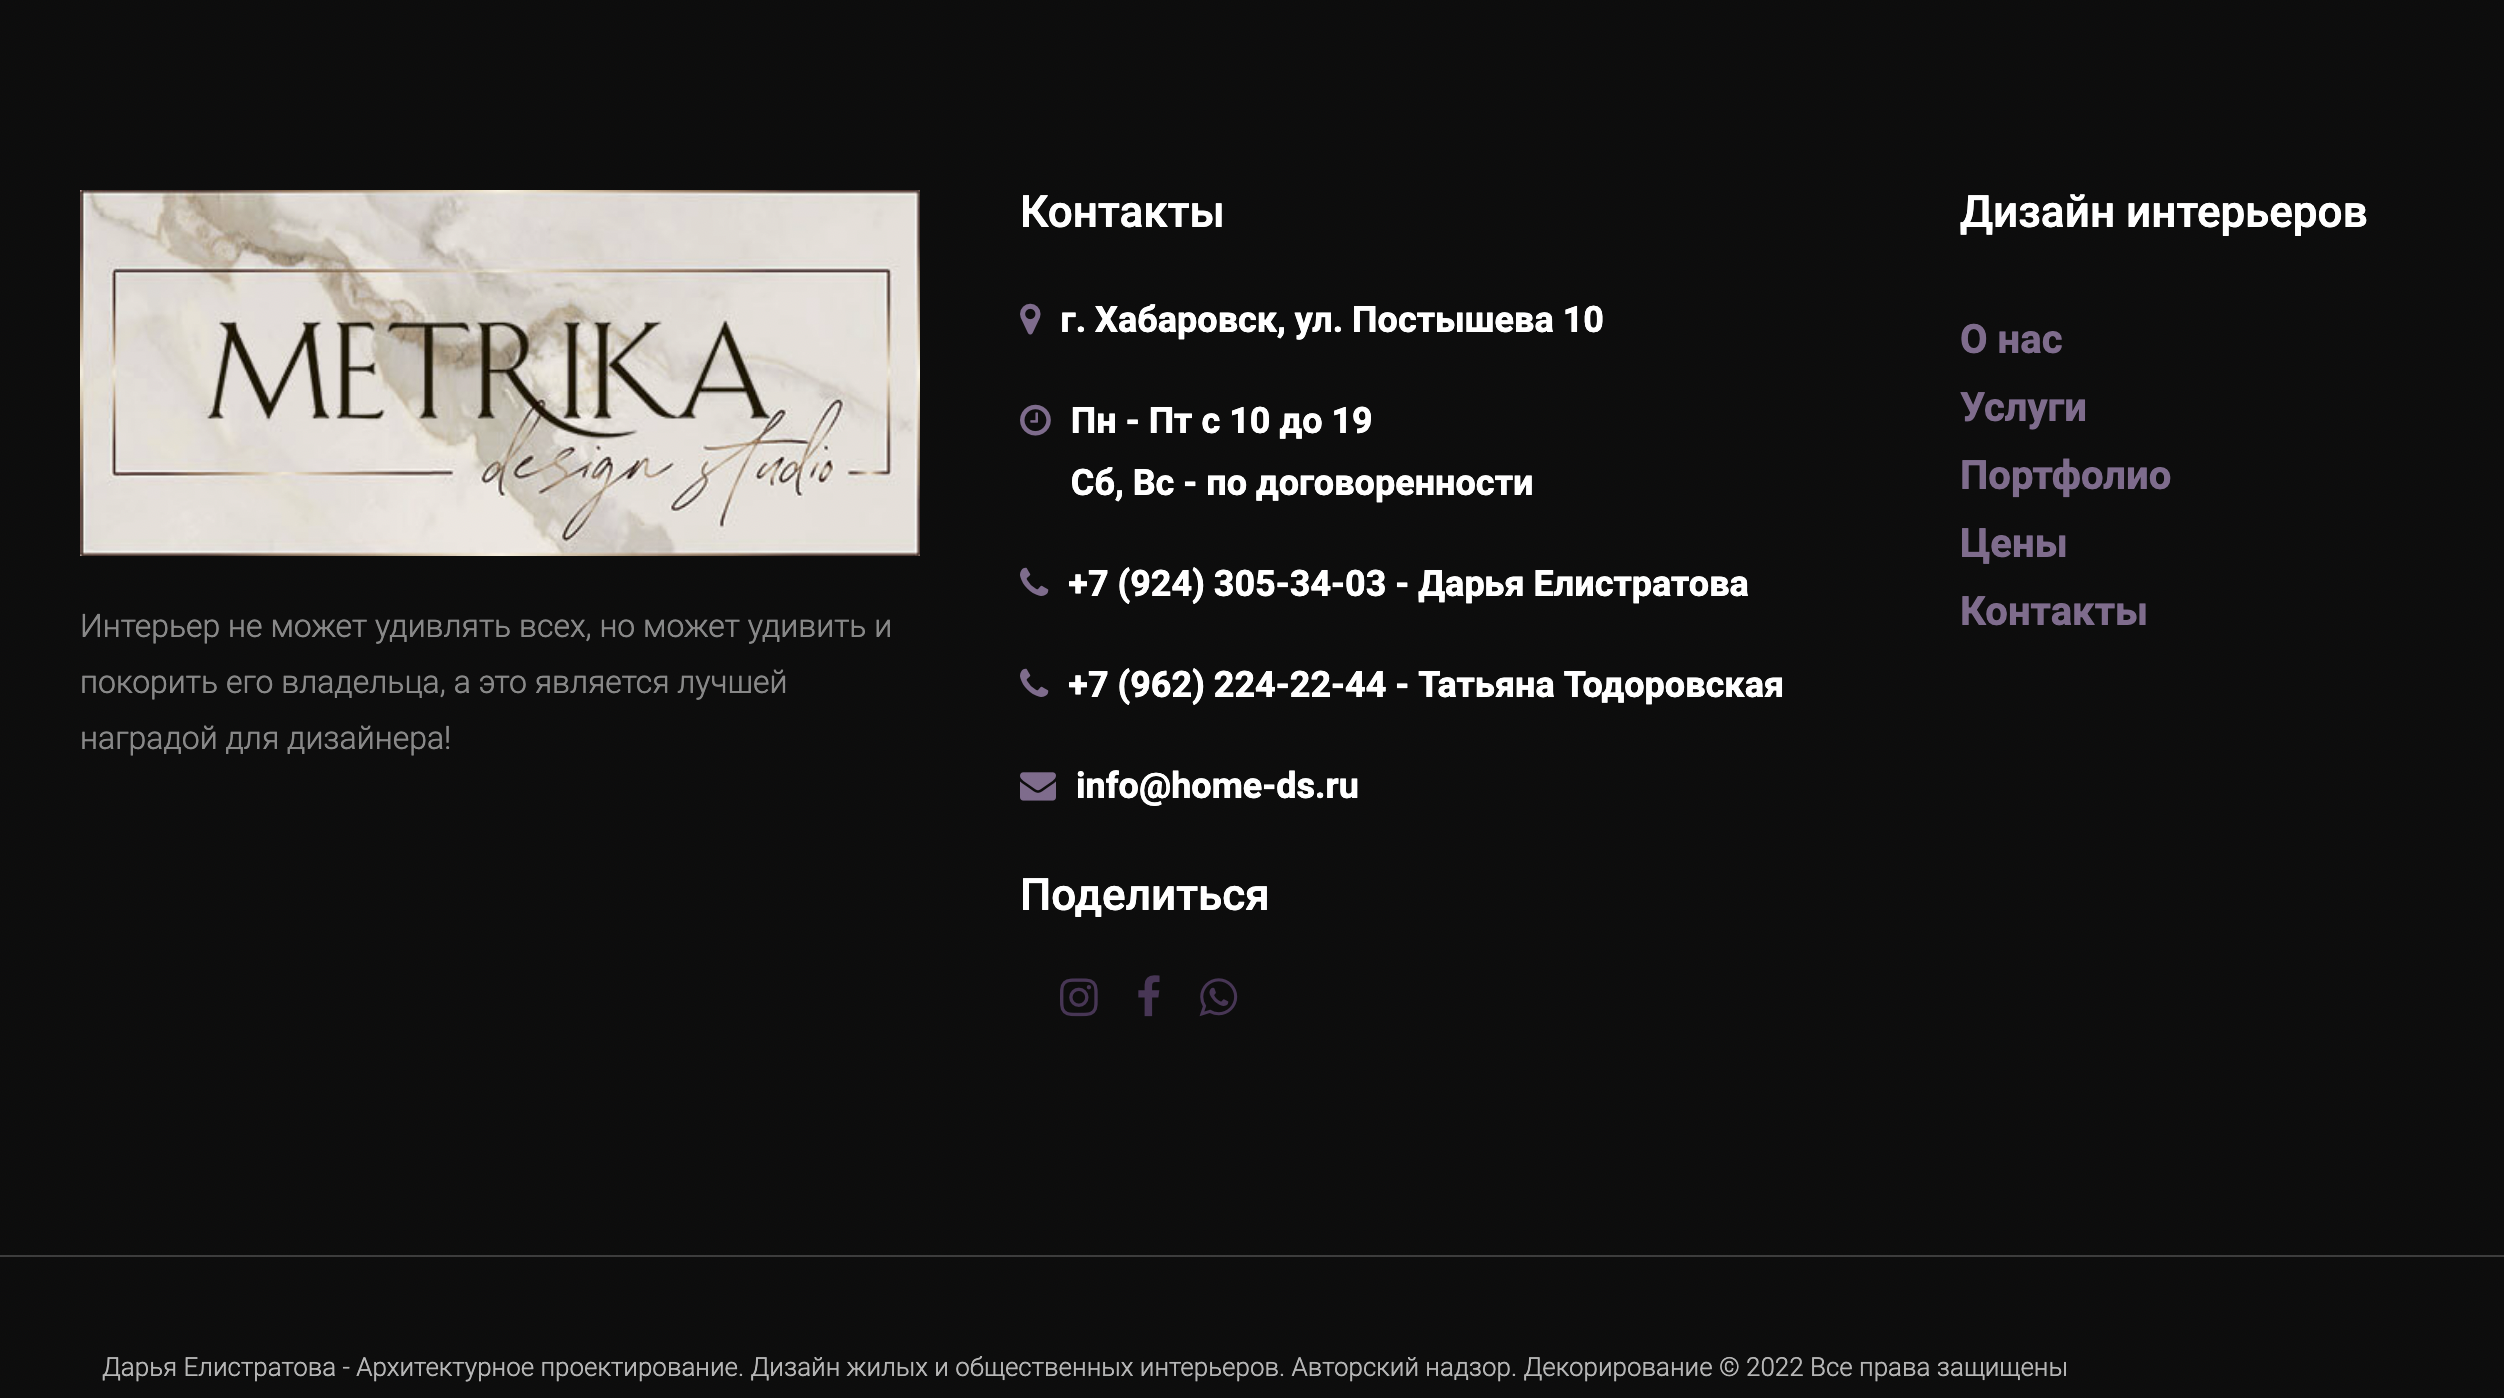 METRIKA
design studio
Интерьер не может удивлять всех, но может удивить и
покорить его владельца, а это является лучшей
наградой для дизайнера!
Контакты
г. Хабаровск, ул. Постышева 10
Пн - Пт с 10 до 19
Сб, Вс - по договоренности
+7 (924) 305-34-03 - Дарья Елистратова
+7 (962) 224-22-44 - Татьяна Тодоровская
info@home-ds.ru
Поделиться
Дизайн интерьеров
О нас
Услуги
Портфолио
Цены
Контакты
Дарья Елистратова - Архитектурное проектирование. Дизайн жилых и общественных интерьеров. Авторский надзор. Декорирование © 2022 Все права защищены